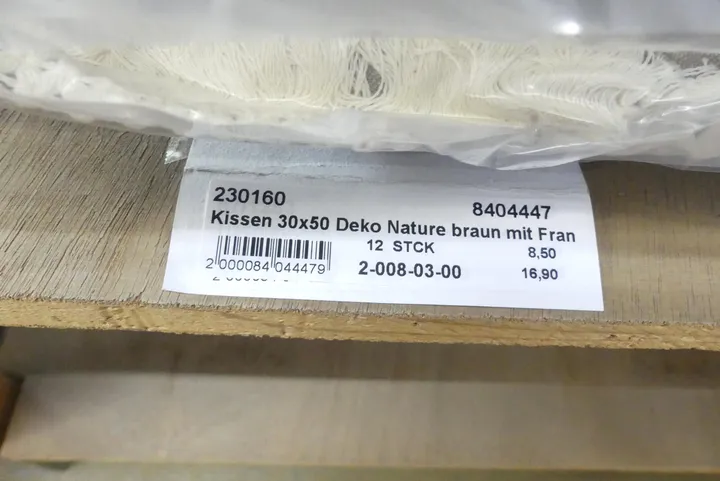 230160 8404447
Kissen 30x50 Deko Nature braun mit Fran
12 STCK 8,50
2 000084 044479 2-008-03-00 16,90